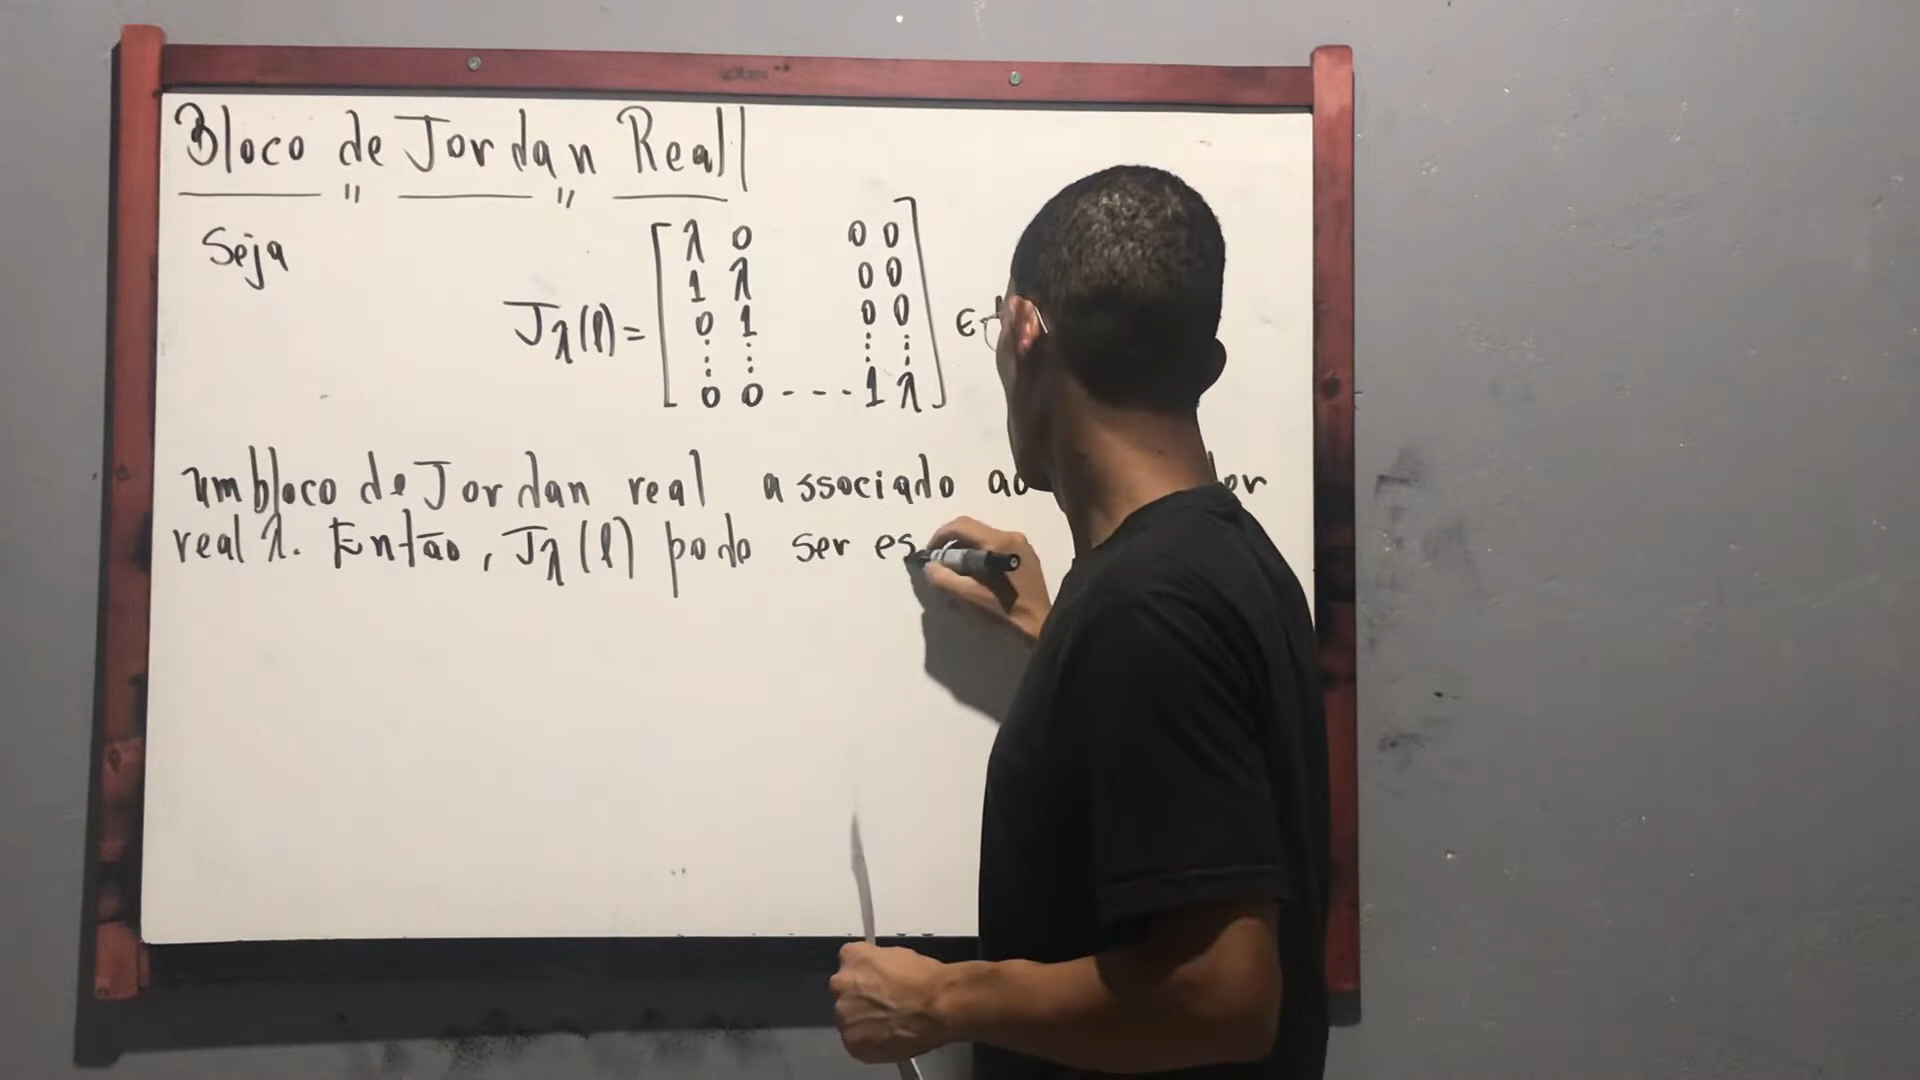 Bloco de Jordan Real
Seja
Jλ(l) = [ λ 0 0 0
1 λ 0 0
0 1 0 0
⋮ ⋮ ⋮ ⋮
0 0 - - - 1 λ ] ∈
um bloco de Jordan real associado ao
real λ. Então, Jλ(l) pode ser es